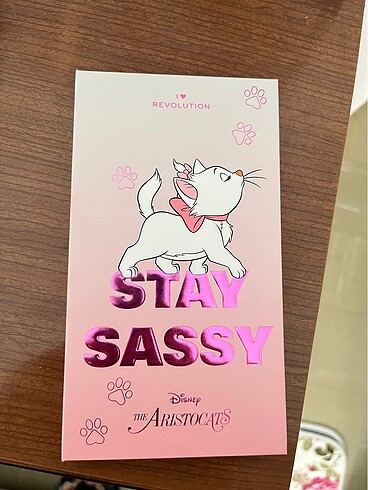 I ♥ REVOLUTION
STAY
SASSY
Disney
THE ARISTOCATS